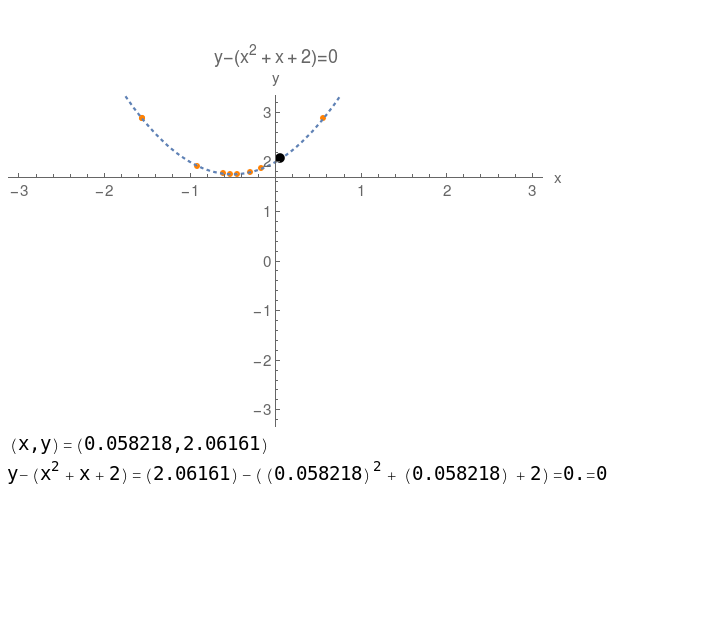 y−(x² + x + 2)=0
y
3
2
−3 −2 −1 1 2 3 x
1
0
−1
−2
−3
(x,y) = (0.058218,2.06161)
y− (x² + x + 2) = (2.06161) − ( (0.058218)² + (0.058218) + 2) =0.=0